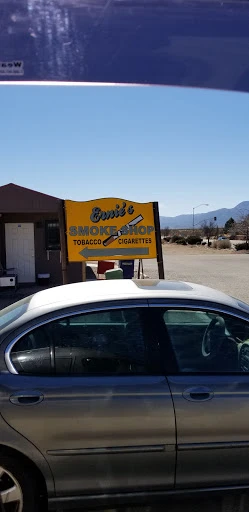 Ernie's
SMOKE SHOP
TOBACCO CIGARETTES